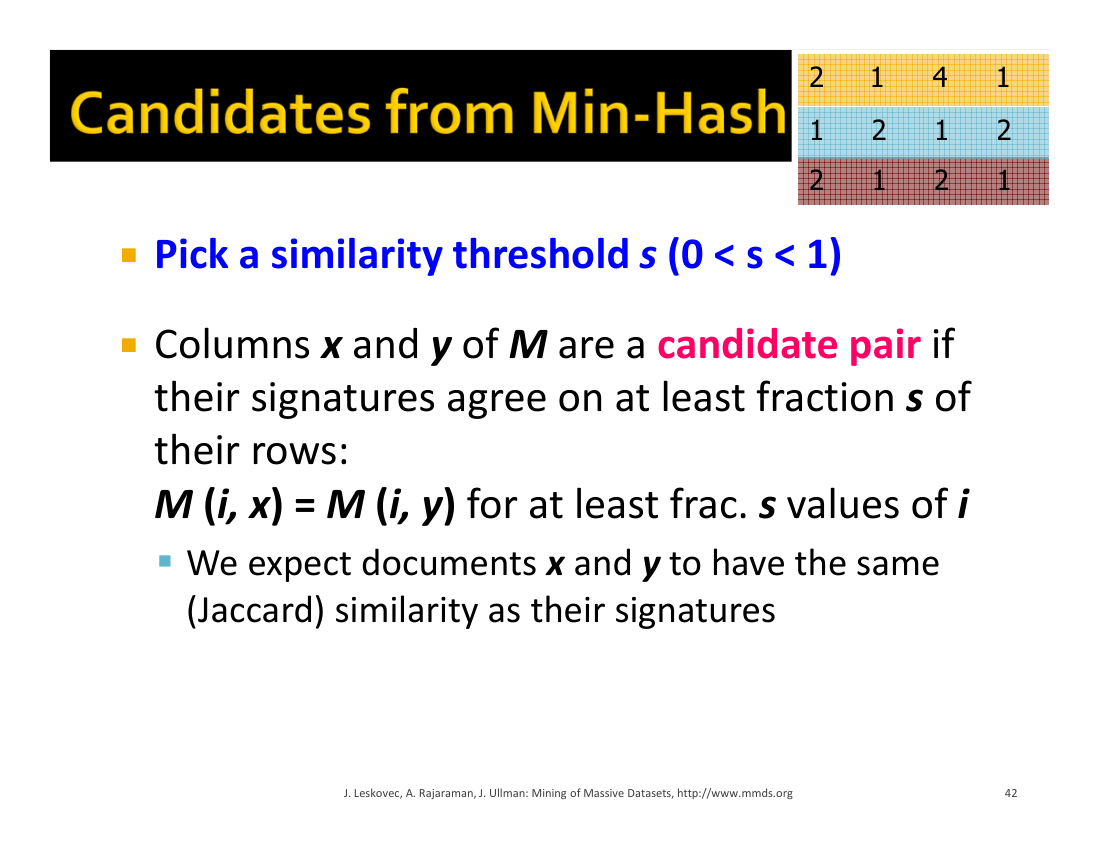 Candidates from Min-Hash
2 1 4 1
1 2 1 2
2 1 2 1
Pick a similarity threshold s (0 < s < 1)
Columns x and y of M are a candidate pair if
their signatures agree on at least fraction s of
their rows:
M (i, x) = M (i, y) for at least frac. s values of i
We expect documents x and y to have the same
(Jaccard) similarity as their signatures
J. Leskovec, A. Rajaraman, J. Ullman: Mining of Massive Datasets, http://www.mmds.org
42